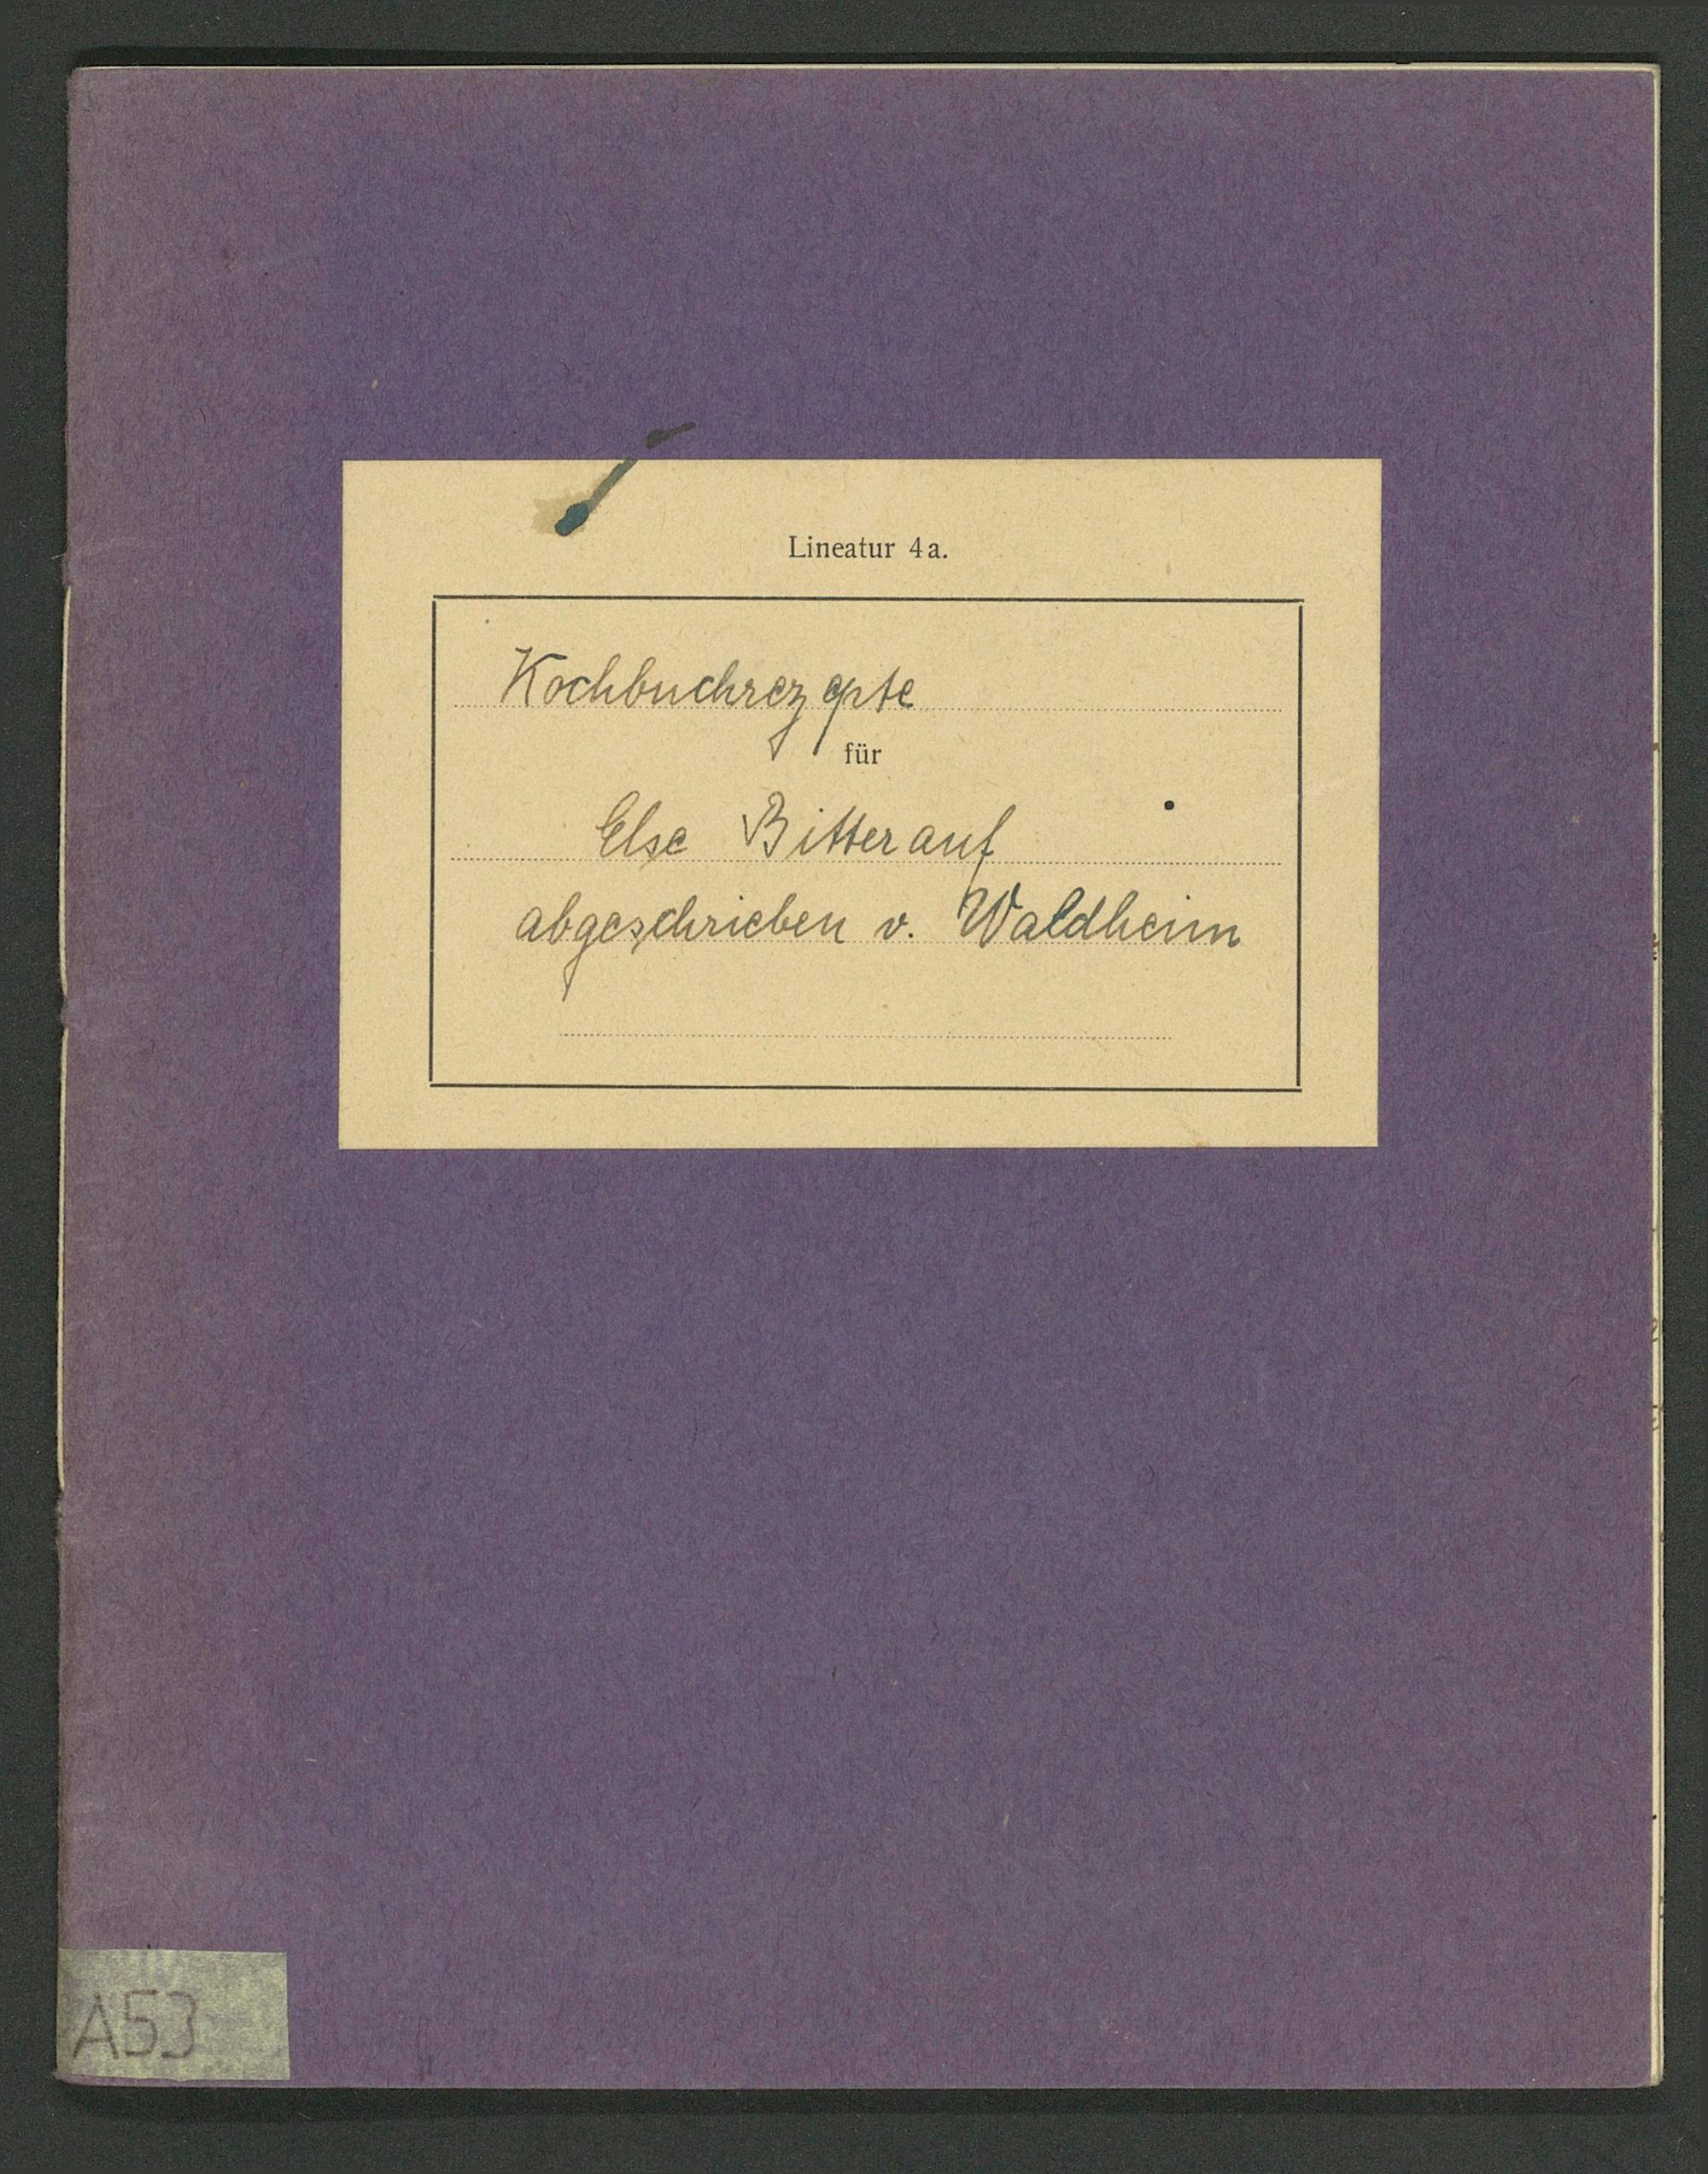 Lineatur 4a.
Kochbuchrezepte
für
Else Bitterauf
abgeschrieben v. Waldheim
A53